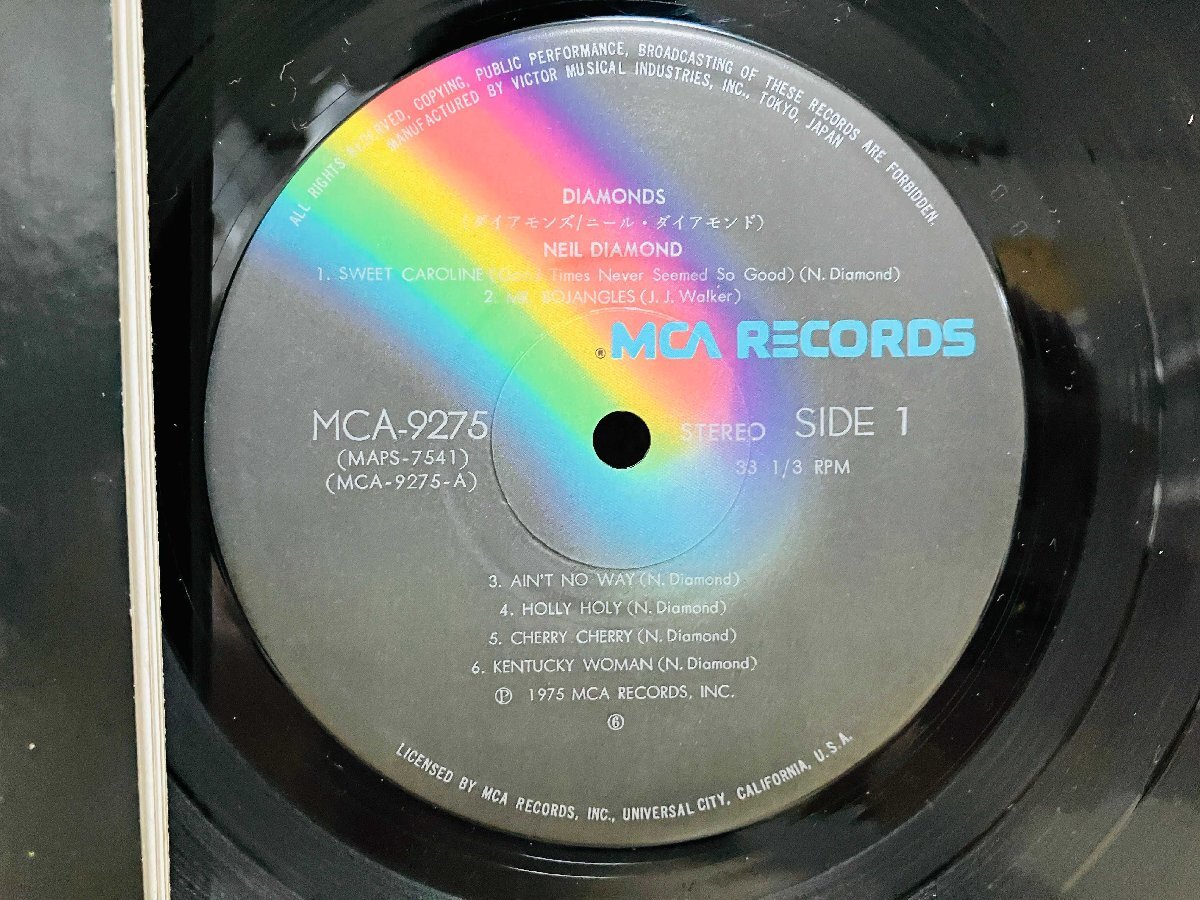 ALL RIGHTS RESERVED. COPYING, PUBLIC PERFORMANCE, BROADCASTING OF THESE RECORDS ARE FORBIDDEN.
MANUFACTURED BY VICTOR MUSICAL INDUSTRIES, INC., TOKYO, JAPAN
DIAMONDS
(ダイアモンズ/ニール・ダイアモンド)
NEIL DIAMOND
1. SWEET CAROLINE (Good Times Never Seemed So Good) (N. Diamond)
2. MR. BOJANGLES (J. J. Walker)
® MCA RECORDS
MCA-9275
(MAPS-7541)
(MCA-9275-A)
STEREO SIDE 1
33 1/3 RPM
3. AIN'T NO WAY (N. Diamond)
4. HOLLY HOLY (N. Diamond)
5. CHERRY CHERRY (N. Diamond)
6. KENTUCKY WOMAN (N. Diamond)
Ⓟ 1975 MCA RECORDS, INC.
⑥
LICENSED BY MCA RECORDS, INC., UNIVERSAL CITY, CALIFORNIA, U.S.A.